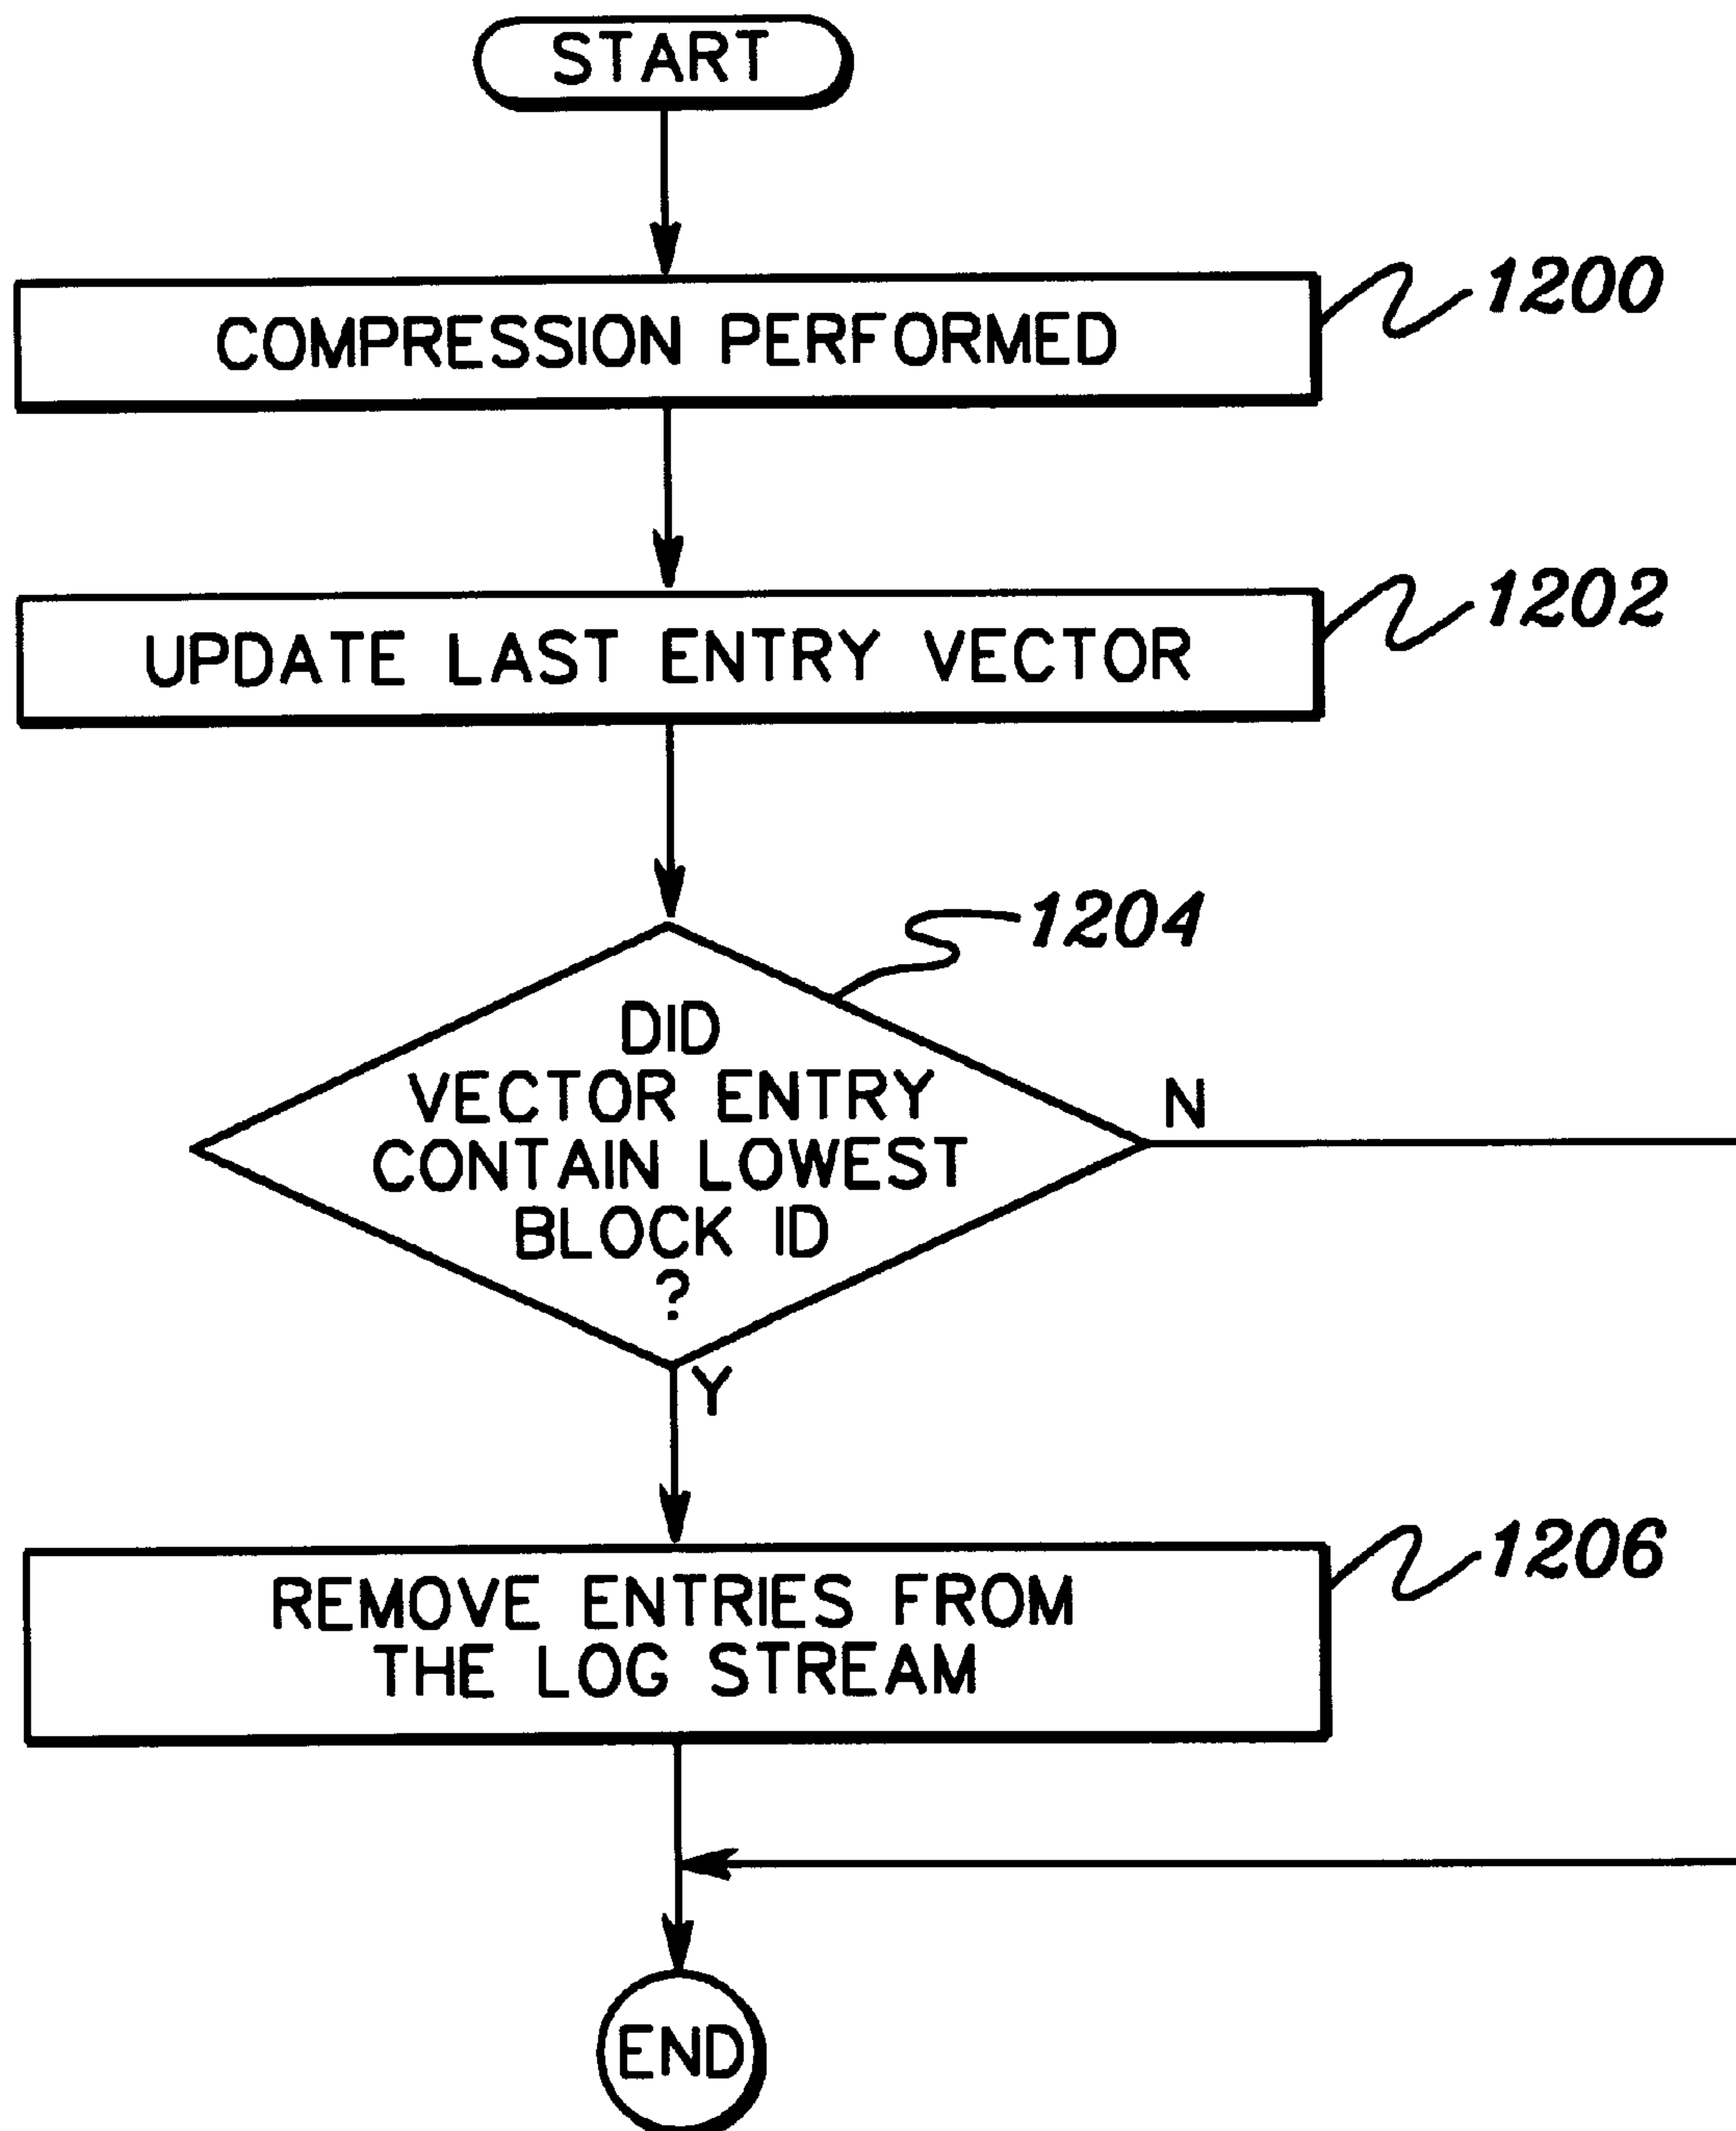 START
COMPRESSION PERFORMED
1200
UPDATE LAST ENTRY VECTOR
1202
1204
DID
VECTOR ENTRY
CONTAIN LOWEST
BLOCK ID
?
N
Y
REMOVE ENTRIES FROM
THE LOG STREAM
1206
END